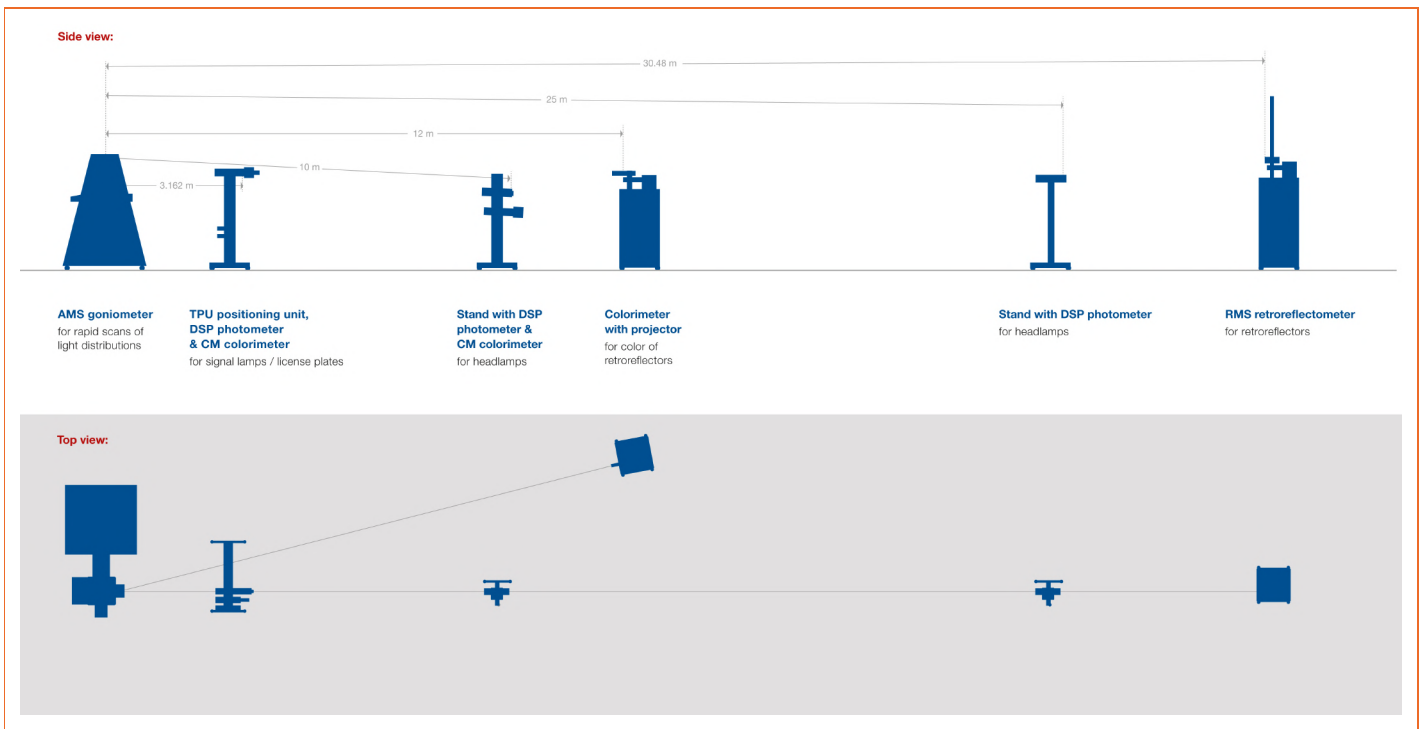 Side view:
30.48 m
25 m
12 m
10 m
3.162 m
AMS goniometer
for rapid scans of
light distributions
TPU positioning unit,
DSP photometer
& CM colorimeter
for signal lamps / license plates
Stand with DSP
photometer &
CM colorimeter
for headlamps
Colorimeter
with projector
for color of
retroreflectors
Stand with DSP photometer
for headlamps
RMS retroreflectometer
for retroreflectors
Top view: